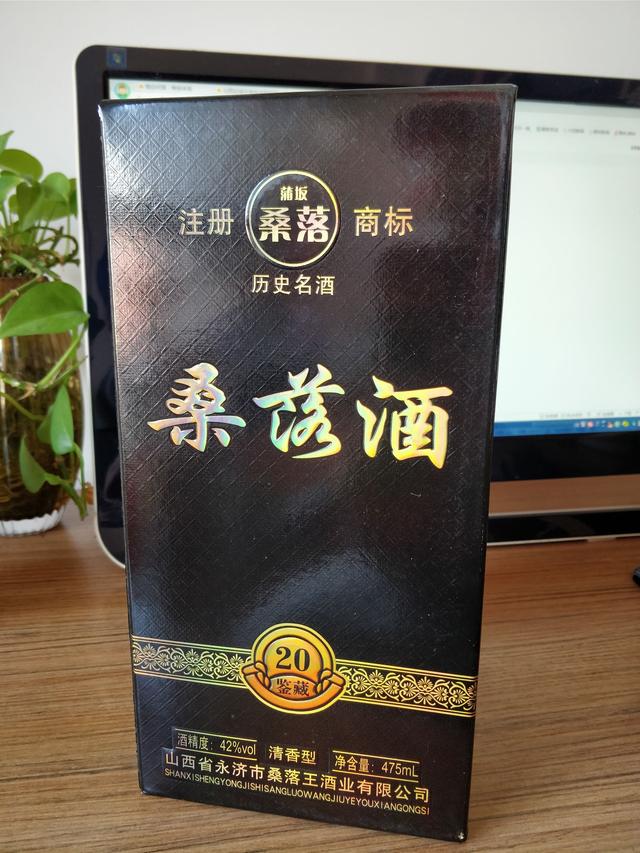 蒲坂
注册 桑落 商标
历史名酒
桑落酒
20
鉴藏
酒精度：42%vol 清香型 净含量：475mL
山西省永济市桑落王酒业有限公司
SHANXISHENGYONGJISHISANGLUOWANGJIUYEYOUXIANGONGSI